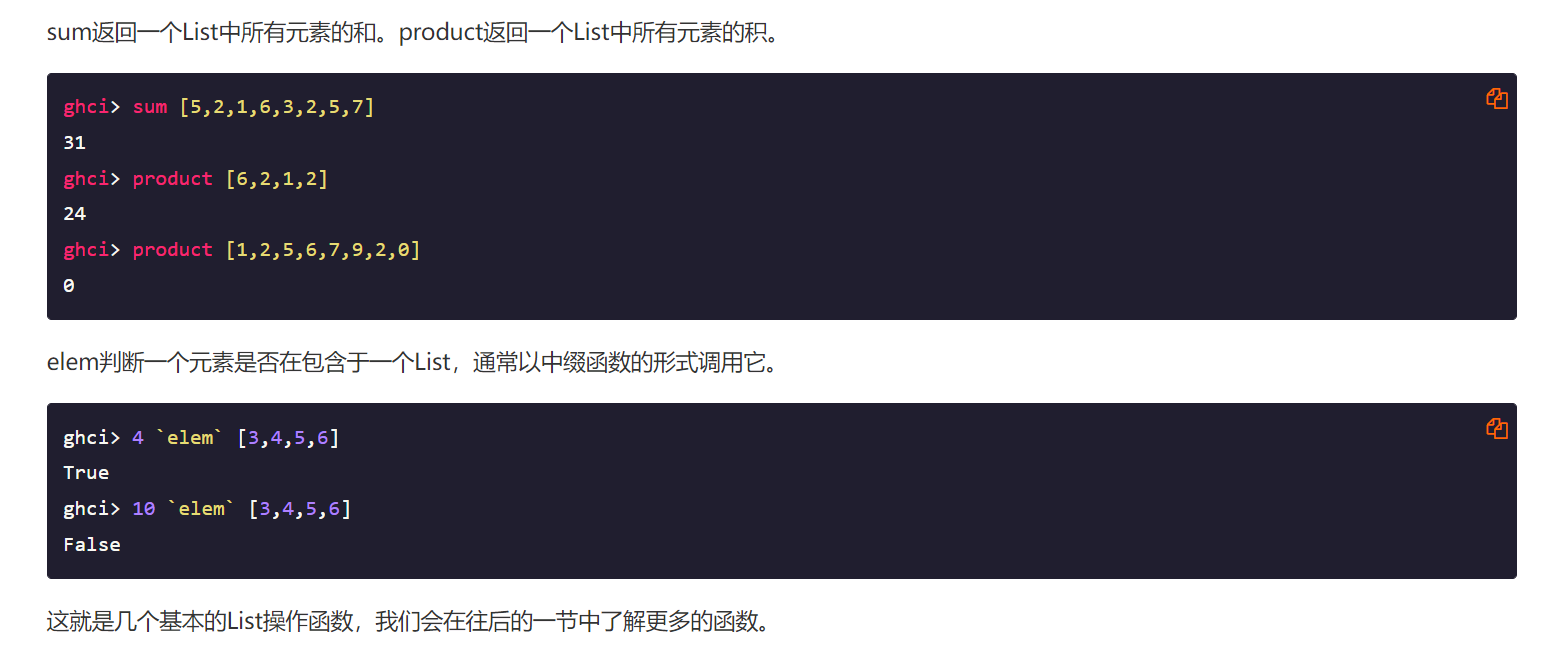 sum返回一个List中所有元素的和。product返回一个List中所有元素的积。
ghci> sum [5,2,1,6,3,2,5,7]
31
ghci> product [6,2,1,2]
24
ghci> product [1,2,5,6,7,9,2,0]
0
elem判断一个元素是否在包含于一个List，通常以中缀函数的形式调用它。
ghci> 4 `elem` [3,4,5,6]
True
ghci> 10 `elem` [3,4,5,6]
False
这就是几个基本的List操作函数，我们会在往后的一节中了解更多的函数。